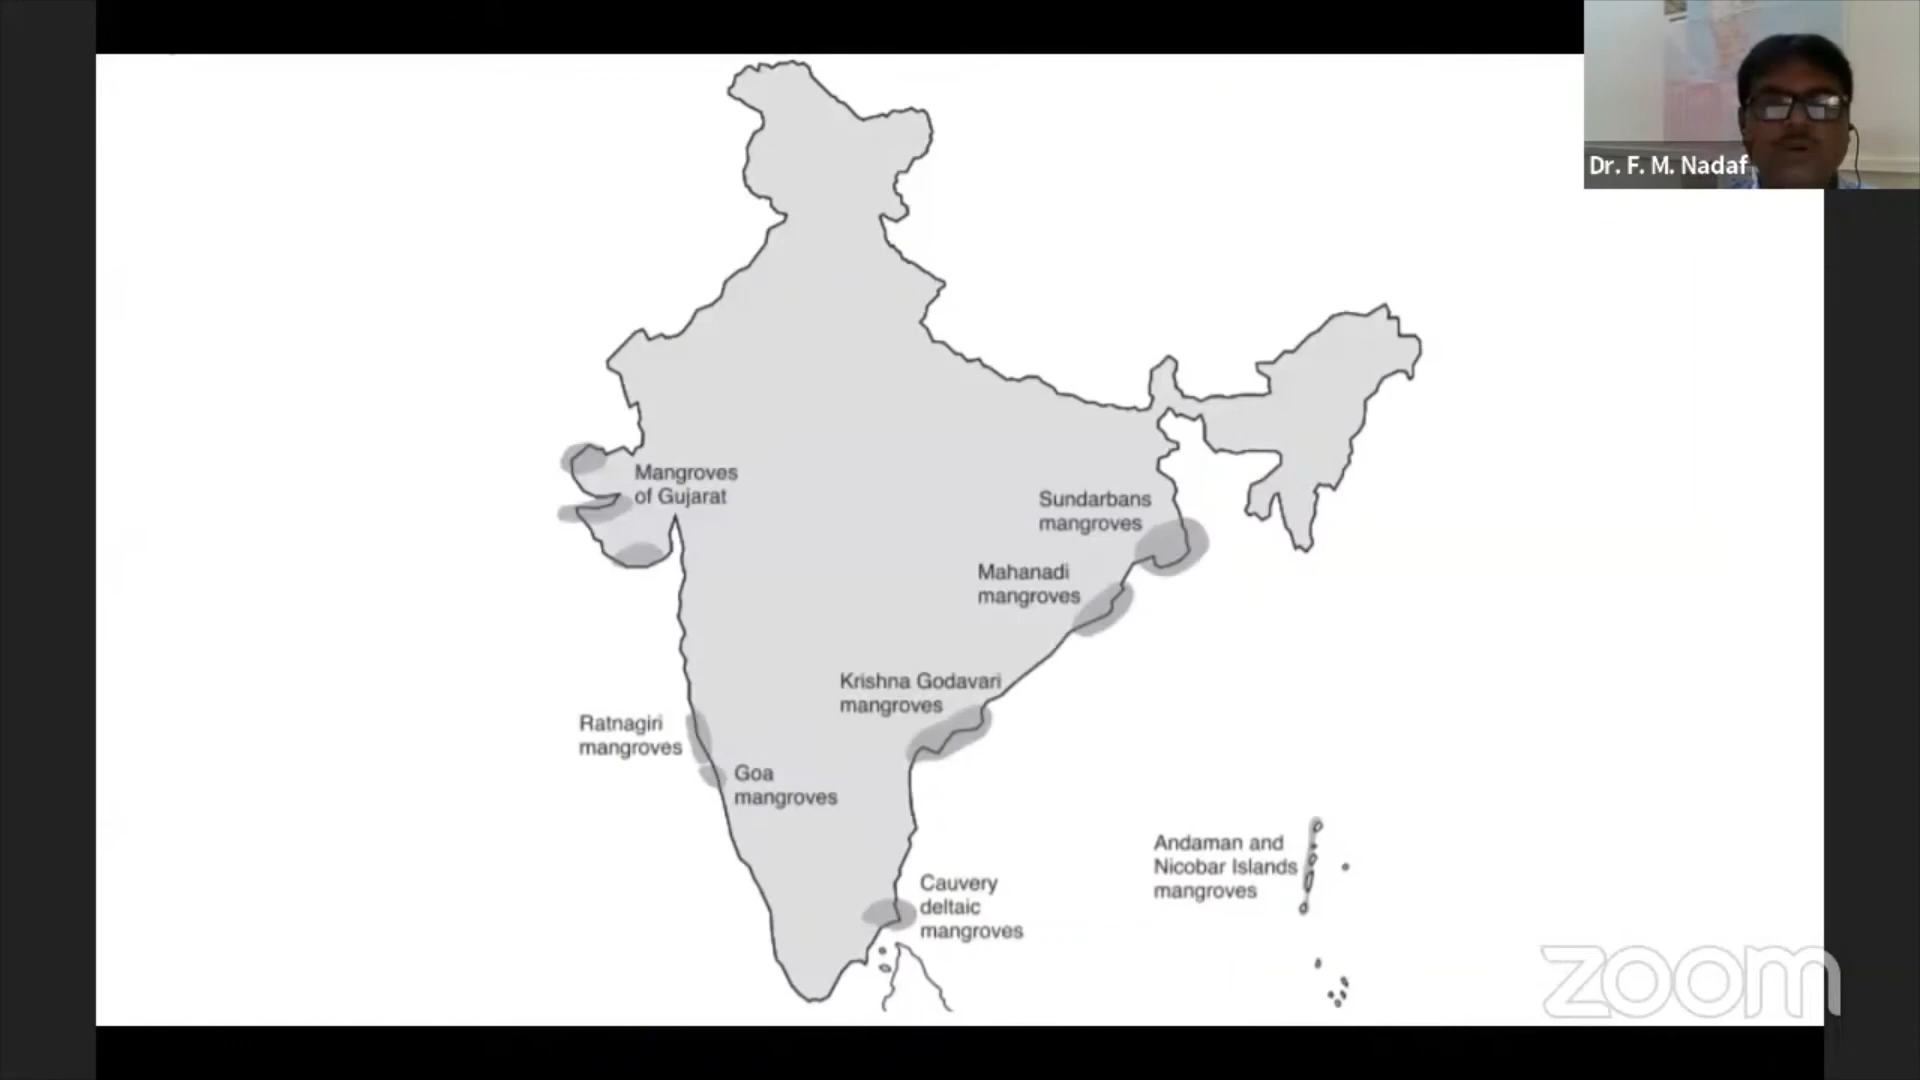 Dr. F. M. Nadaf
Mangroves
of Gujarat
Sundarbans
mangroves
Mahanadi
mangroves
Krishna Godavari
mangroves
Ratnagiri
mangroves
Goa
mangroves
Andaman and
Nicobar Islands
mangroves
Cauvery
deltaic
mangroves
zoom